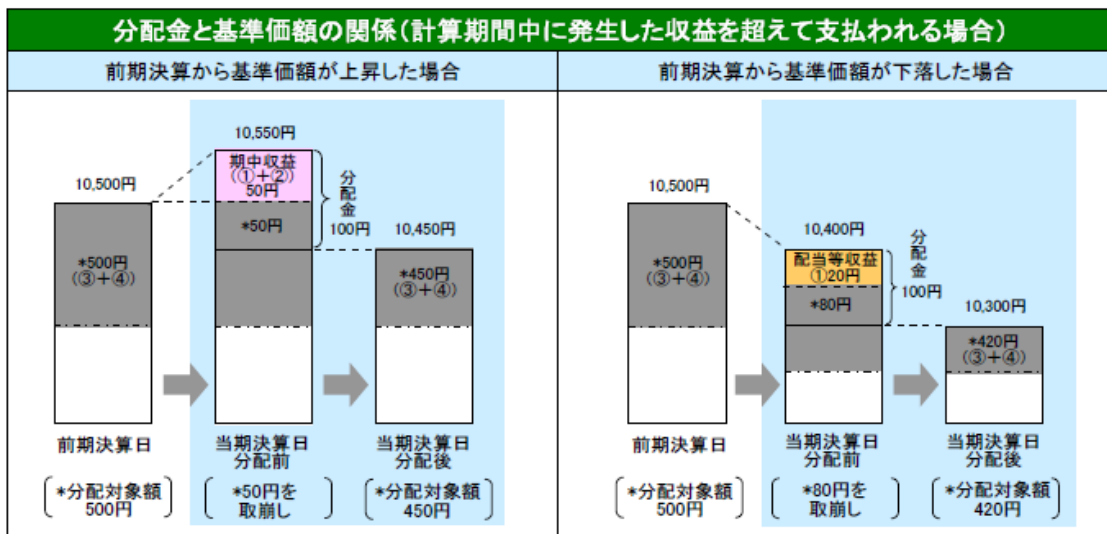 分配金と基準価額の関係(計算期間中に発生した収益を超えて支払われる場合)
前期決算から基準価額が上昇した場合
10,550円
期中収益
(①+②)
50円
*50円
分配金
100円
10,500円
*500円
(③+④)
10,450円
*450円
(③+④)
前期決算日
当期決算日
分配前
当期決算日
分配後
*分配対象額
500円
*50円を
取崩し
*分配対象額
450円
前期決算から基準価額が下落した場合
10,500円
*500円
(③+④)
10,400円
配当等収益
①20円
*80円
分配金
100円
10,300円
*420円
(③+④)
前期決算日
当期決算日
分配前
当期決算日
分配後
*分配対象額
500円
*80円を
取崩し
*分配対象額
420円